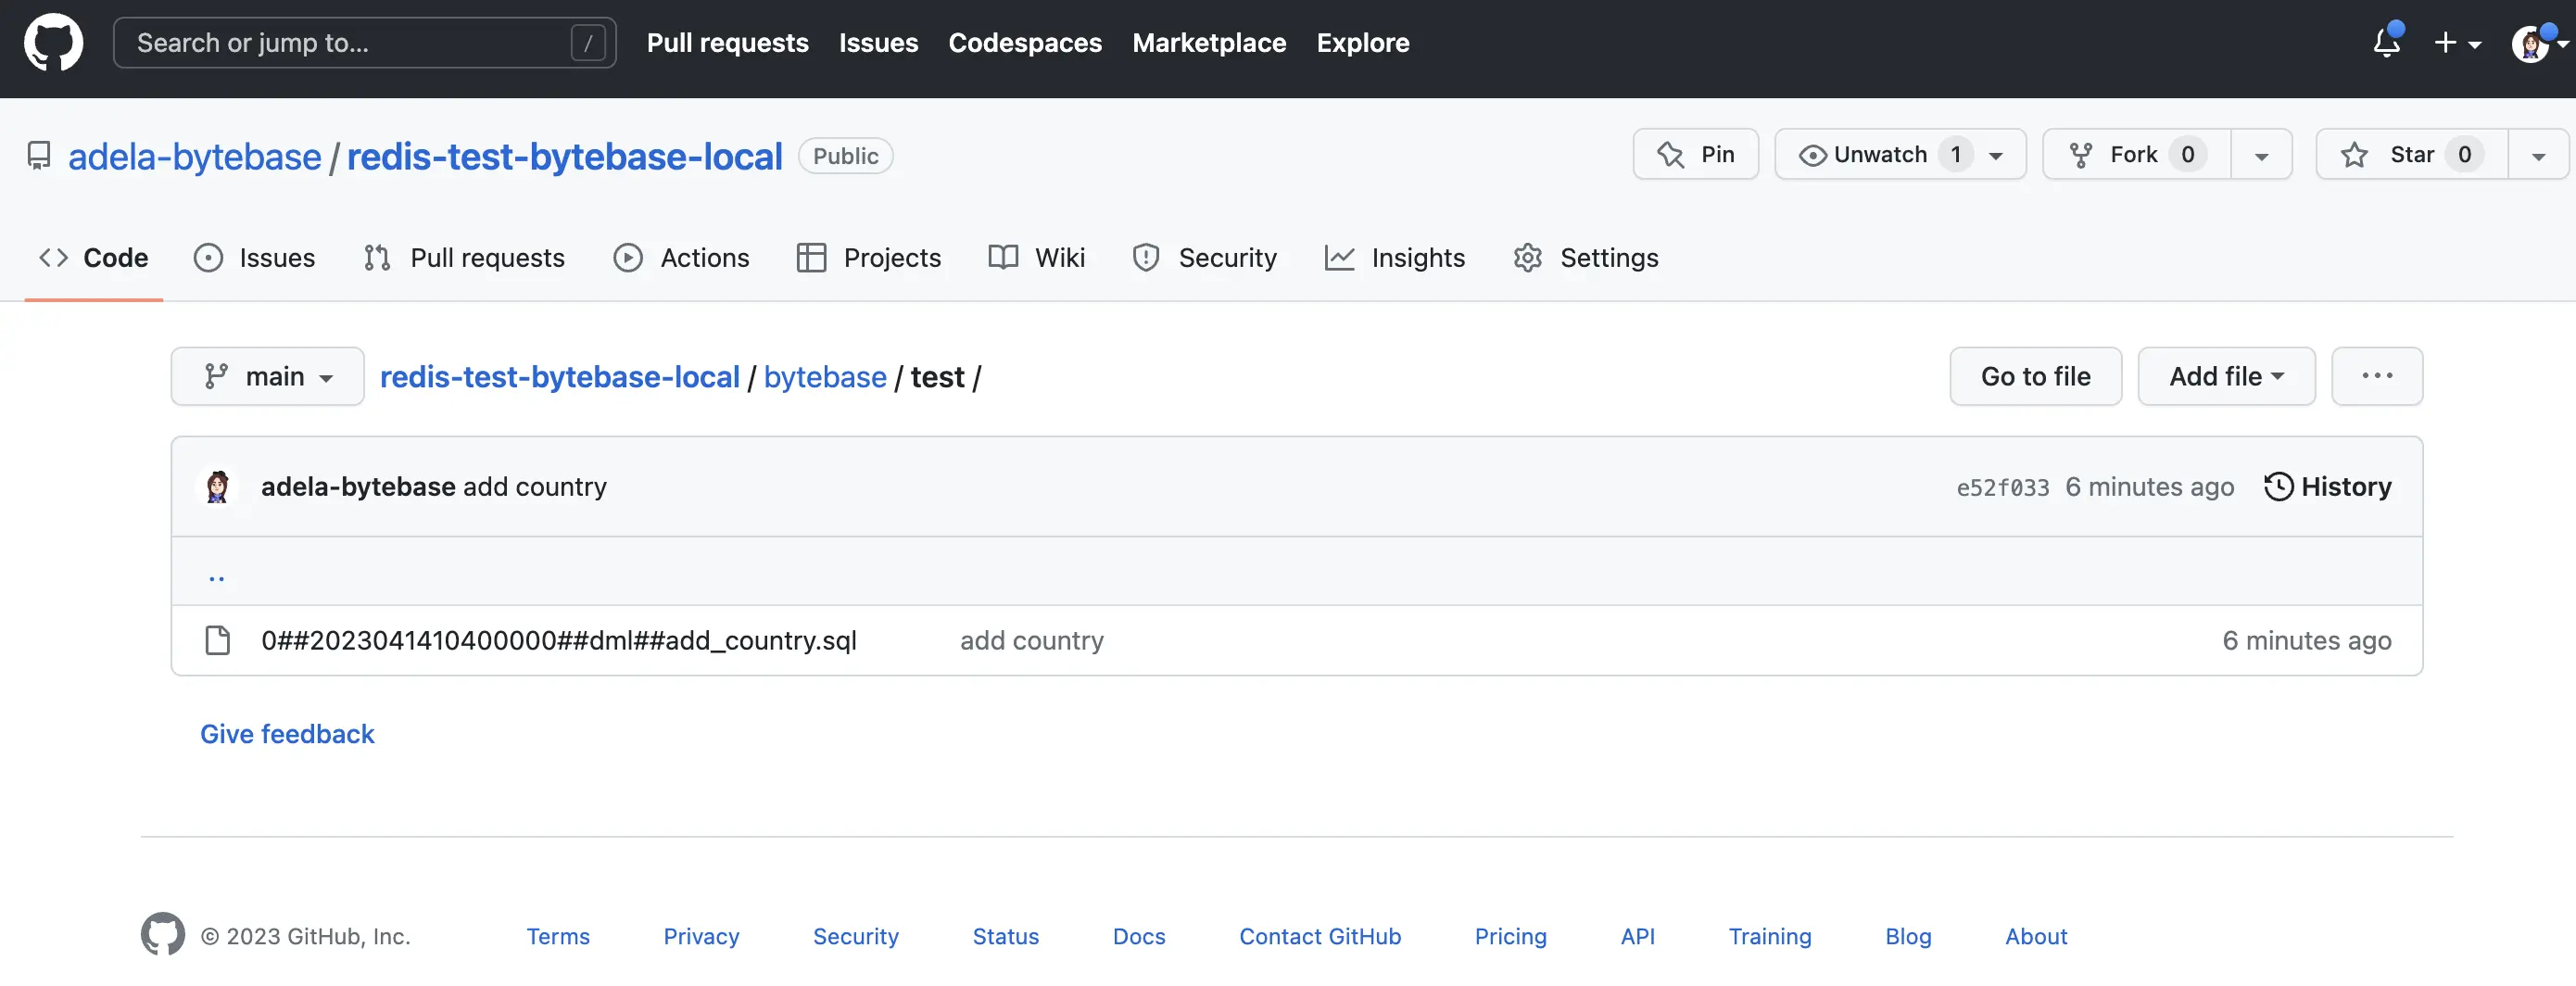 Search or jump to... / Pull requests Issues Codespaces Marketplace Explore
adela-bytebase / redis-test-bytebase-local Public Pin Unwatch 1 Fork 0 Star 0
Code Issues Pull requests Actions Projects Wiki Security Insights Settings
main redis-test-bytebase-local / bytebase / test / Go to file Add file ...
adela-bytebase add country e52f033 6 minutes ago History
..
0##2023041410400000##dml##add_country.sql add country 6 minutes ago
Give feedback
© 2023 GitHub, Inc. Terms Privacy Security Status Docs Contact GitHub Pricing API Training Blog About